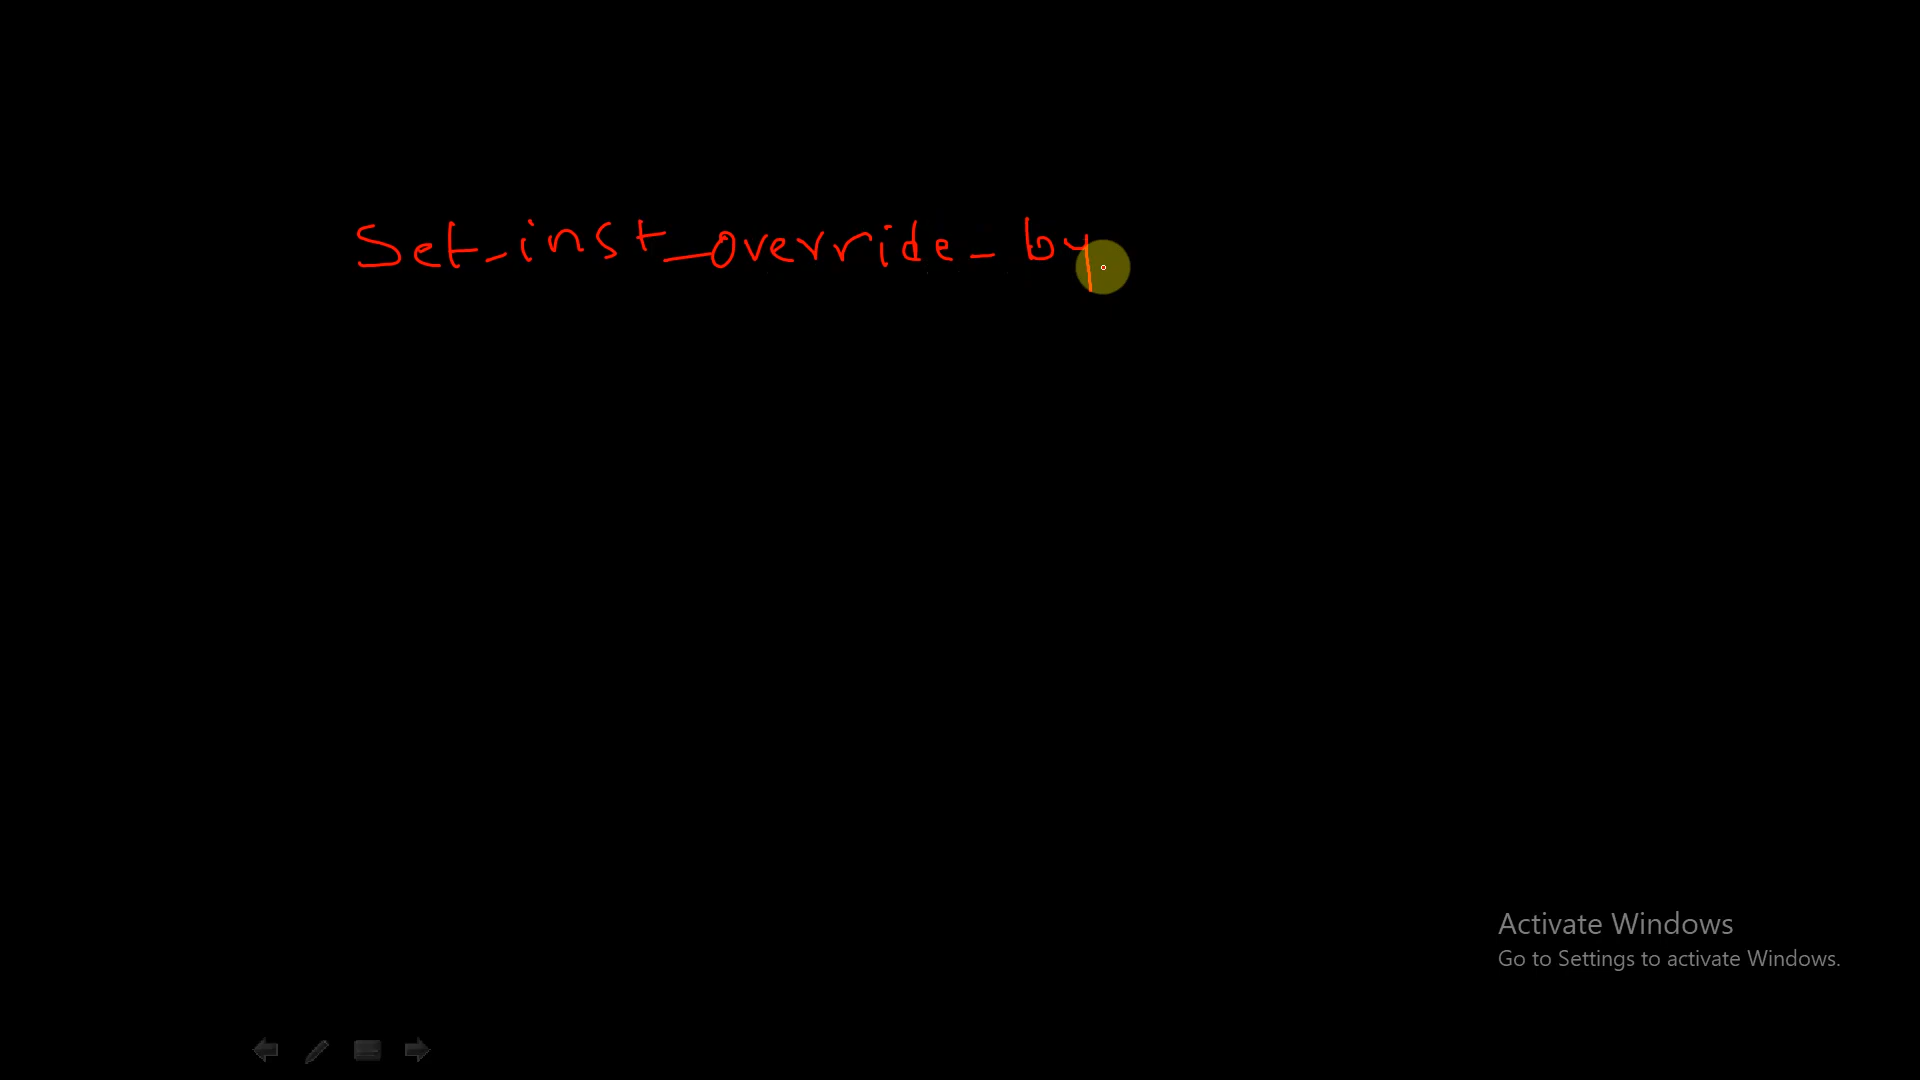 Set_inst_override_by
Activate Windows
Go to Settings to activate Windows.